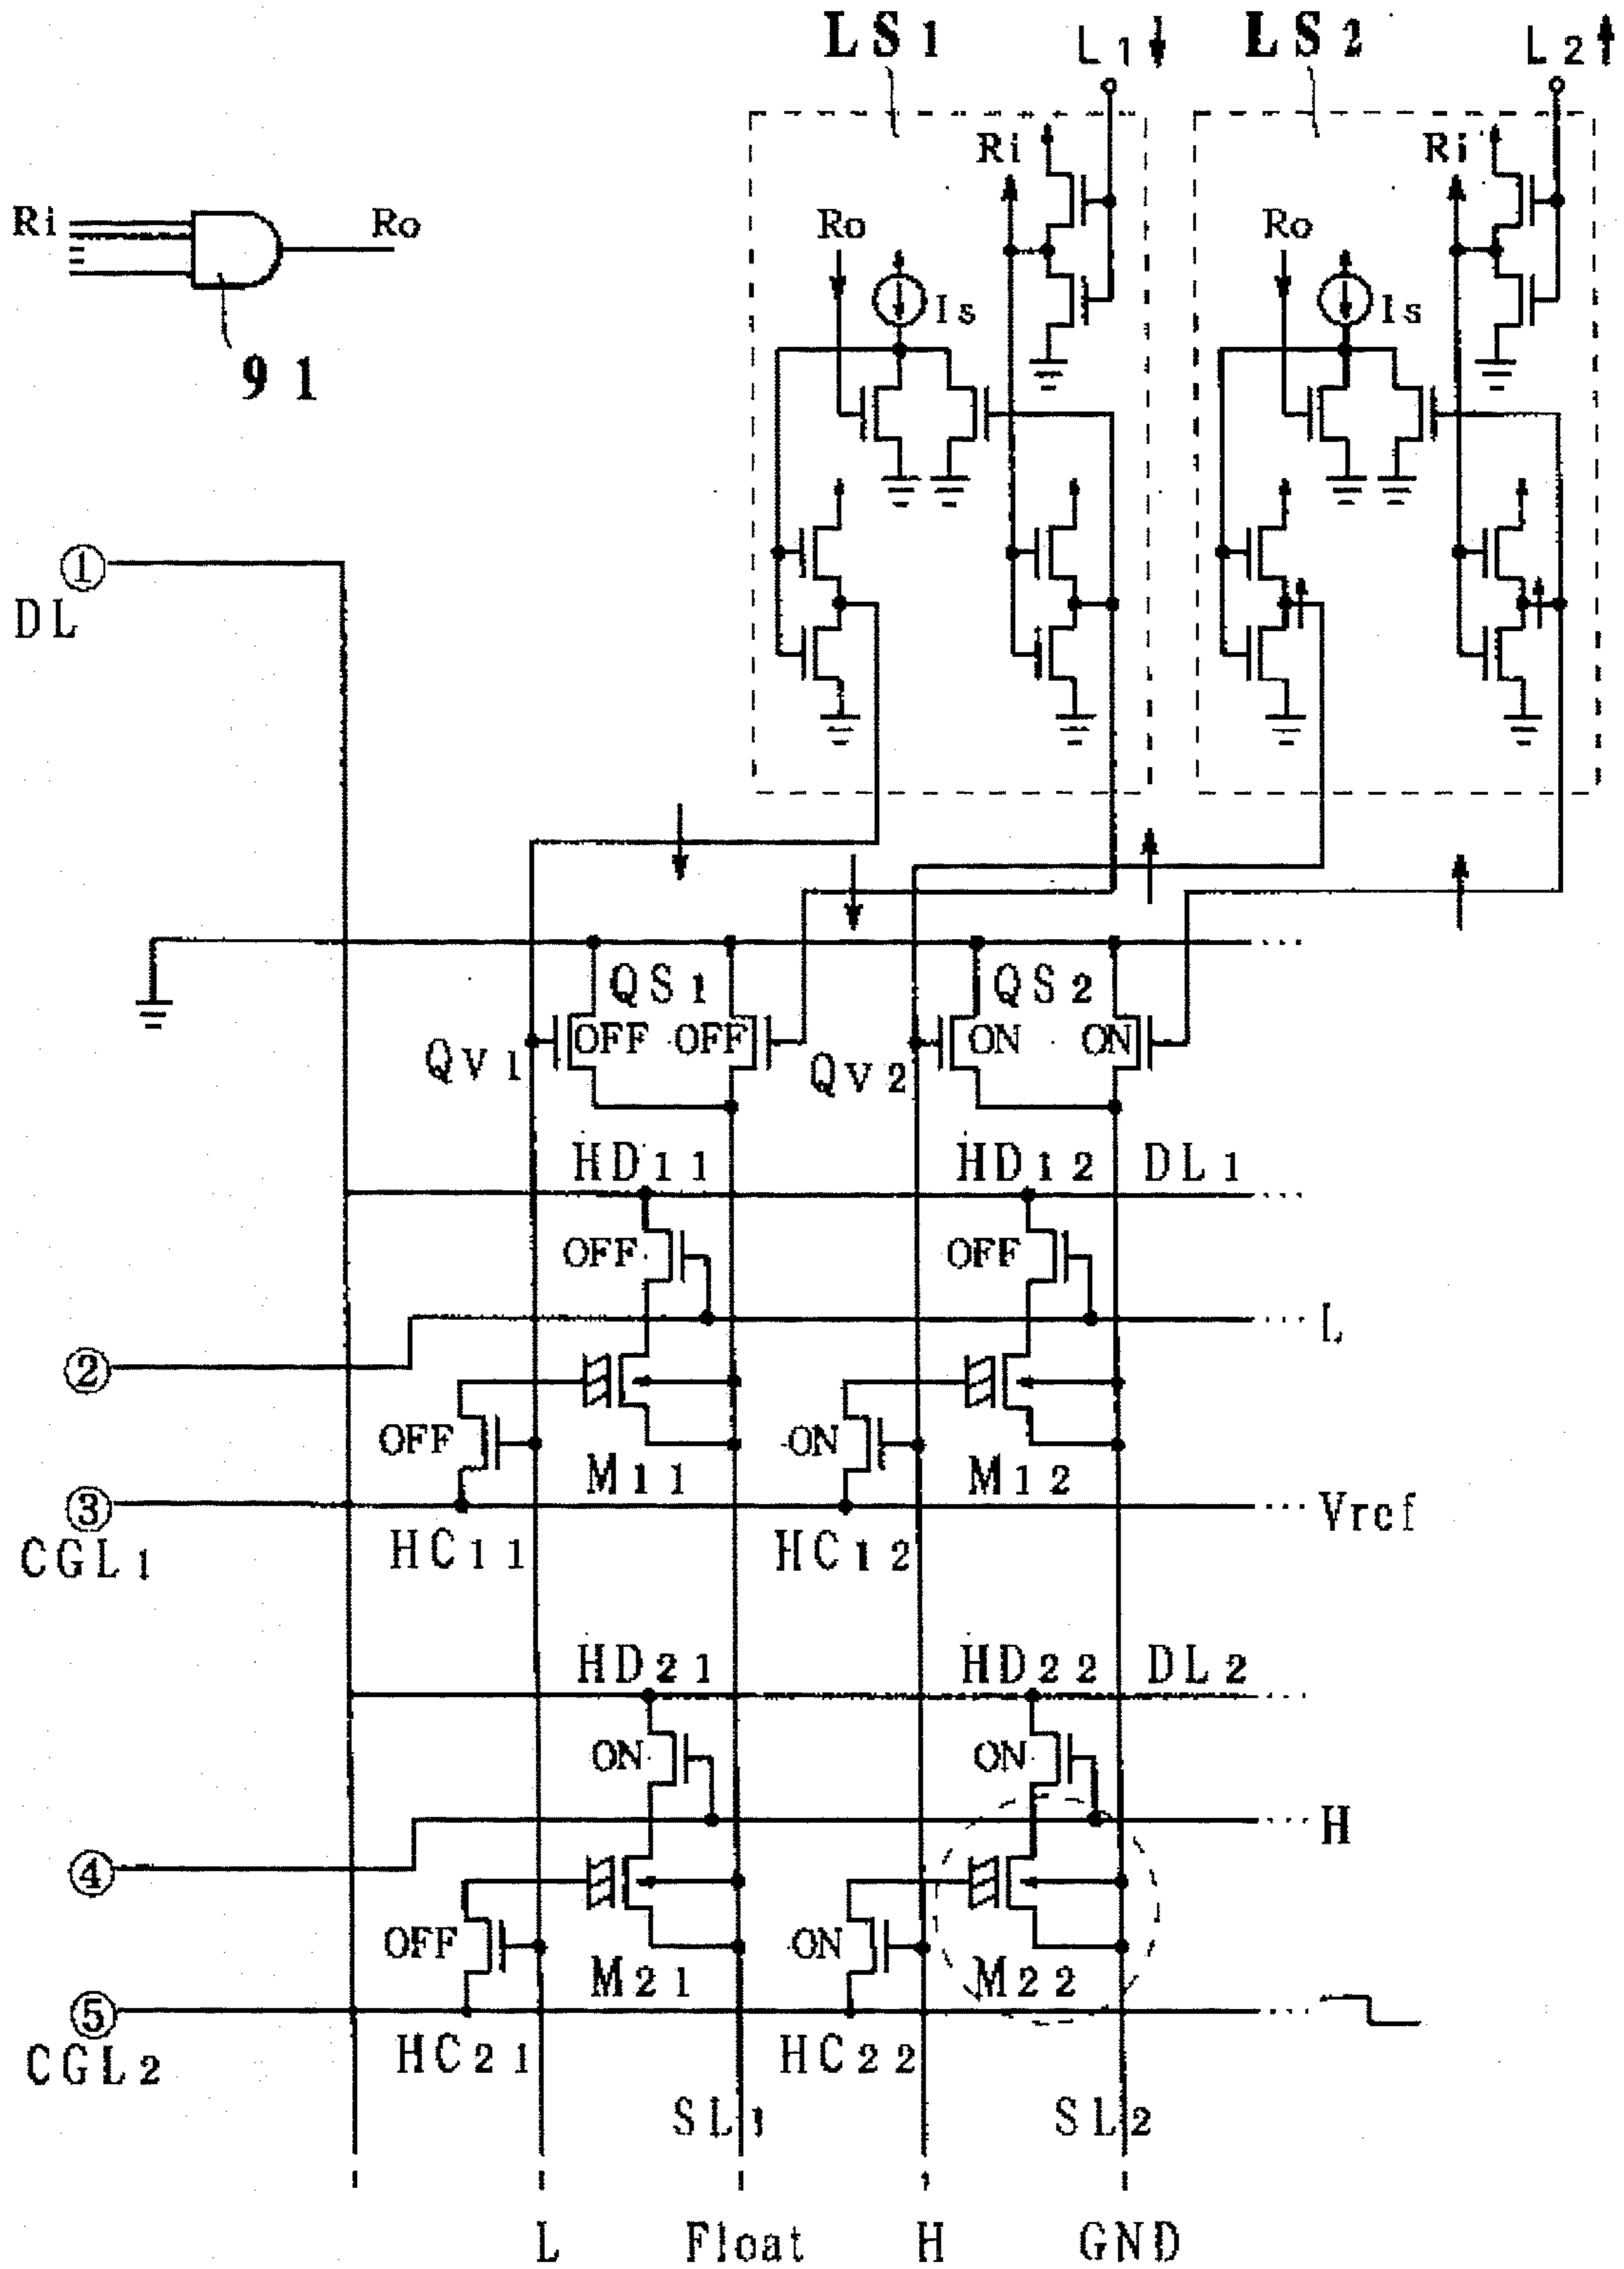 LS1 L1 LS2 L2
Ri Ri
Ri Ro Ro Ro
Is Is
91
①
DL
QS1 QS2
OFF OFF ON ON
QV1 QV2
HD11 HD12 DL1
OFF OFF
L
②
OFF ON
M11 M12
③ Vref
CGL1 HC11 HC12
HD21 HD22 DL2
ON ON
H
④
OFF ON
M21 M22
⑤
CGL2 HC21 HC22
SL1 SL2
L Float H GND